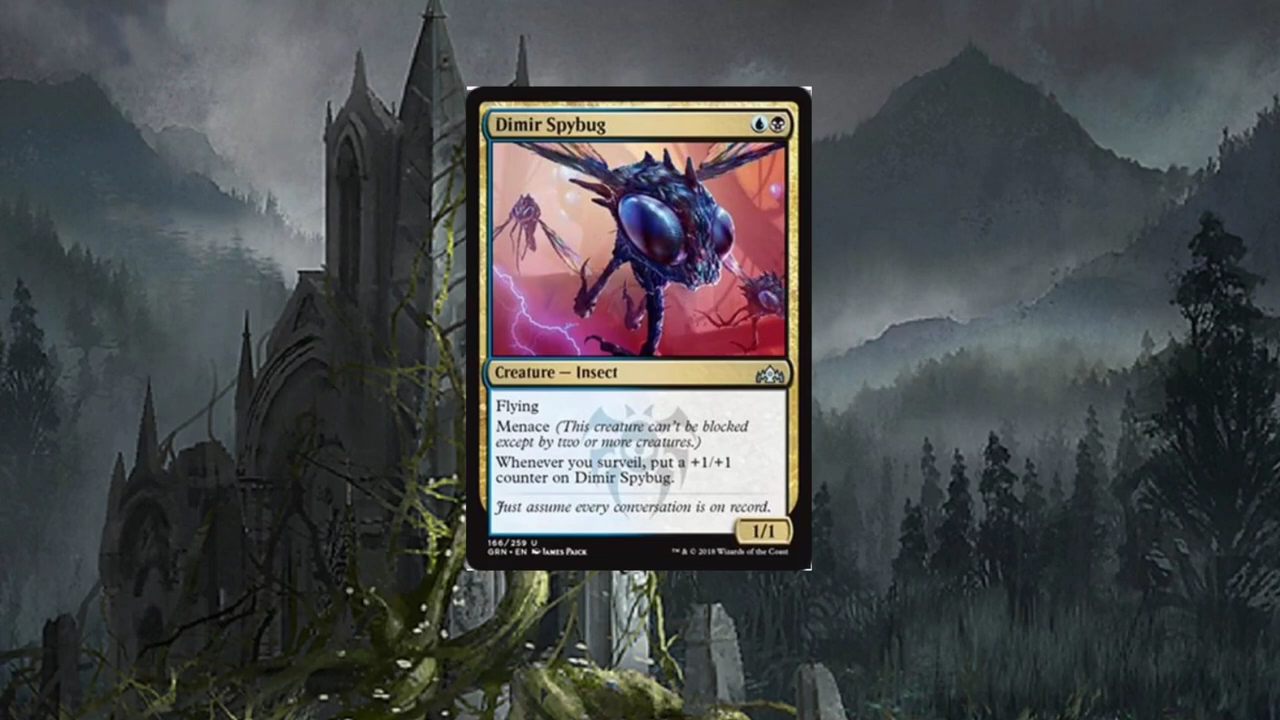 Dimir Spybug
Creature — Insect
Flying
Menace (This creature can't be blocked
except by two or more creatures.)
Whenever you surveil, put a +1/+1
counter on Dimir Spybug.
Just assume every conversation is on record.
1/1
166/259 U
GRN • EN James Paick
™ & © 2018 Wizards of the Coast